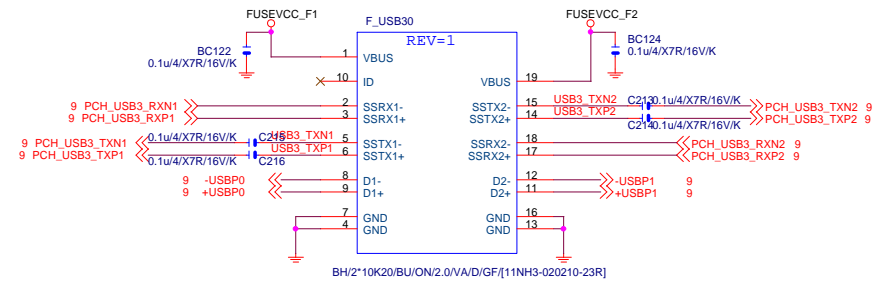 FUSEVCC_F1
FUSEVCC_F2
F_USB30
REV=1
BC122
0.1u/4/X7R/16V/K
BC124
0.1u/4/X7R/16V/K
1 VBUS
10 ID
VBUS 19
9 PCH_USB3_RXN1 2 SSRX1-
9 PCH_USB3_RXP1 3 SSRX1+
SSTX2- 15 USB3_TXN2 C213 0.1u/4/X7R/16V/K PCH_USB3_TXN2 9
SSTX2+ 14 USB3_TXP2 C214 0.1u/4/X7R/16V/K PCH_USB3_TXP2 9
9 PCH_USB3_TXN1 0.1u/4/X7R/16V/K C215 USB3_TXN1 5 SSTX1-
9 PCH_USB3_TXP1 0.1u/4/X7R/16V/K C216 USB3_TXP1 6 SSTX1+
SSRX2- 18 PCH_USB3_RXN2 9
SSRX2+ 17 PCH_USB3_RXP2 9
9 -USBP0 8 D1-
9 +USBP0 9 D1+
D2- 12 -USBP1 9
D2+ 11 +USBP1 9
7 GND
4 GND
GND 16
GND 13
BH/2*10K20/BU/ON/2.0/VA/D/GF/[11NH3-020210-23R]